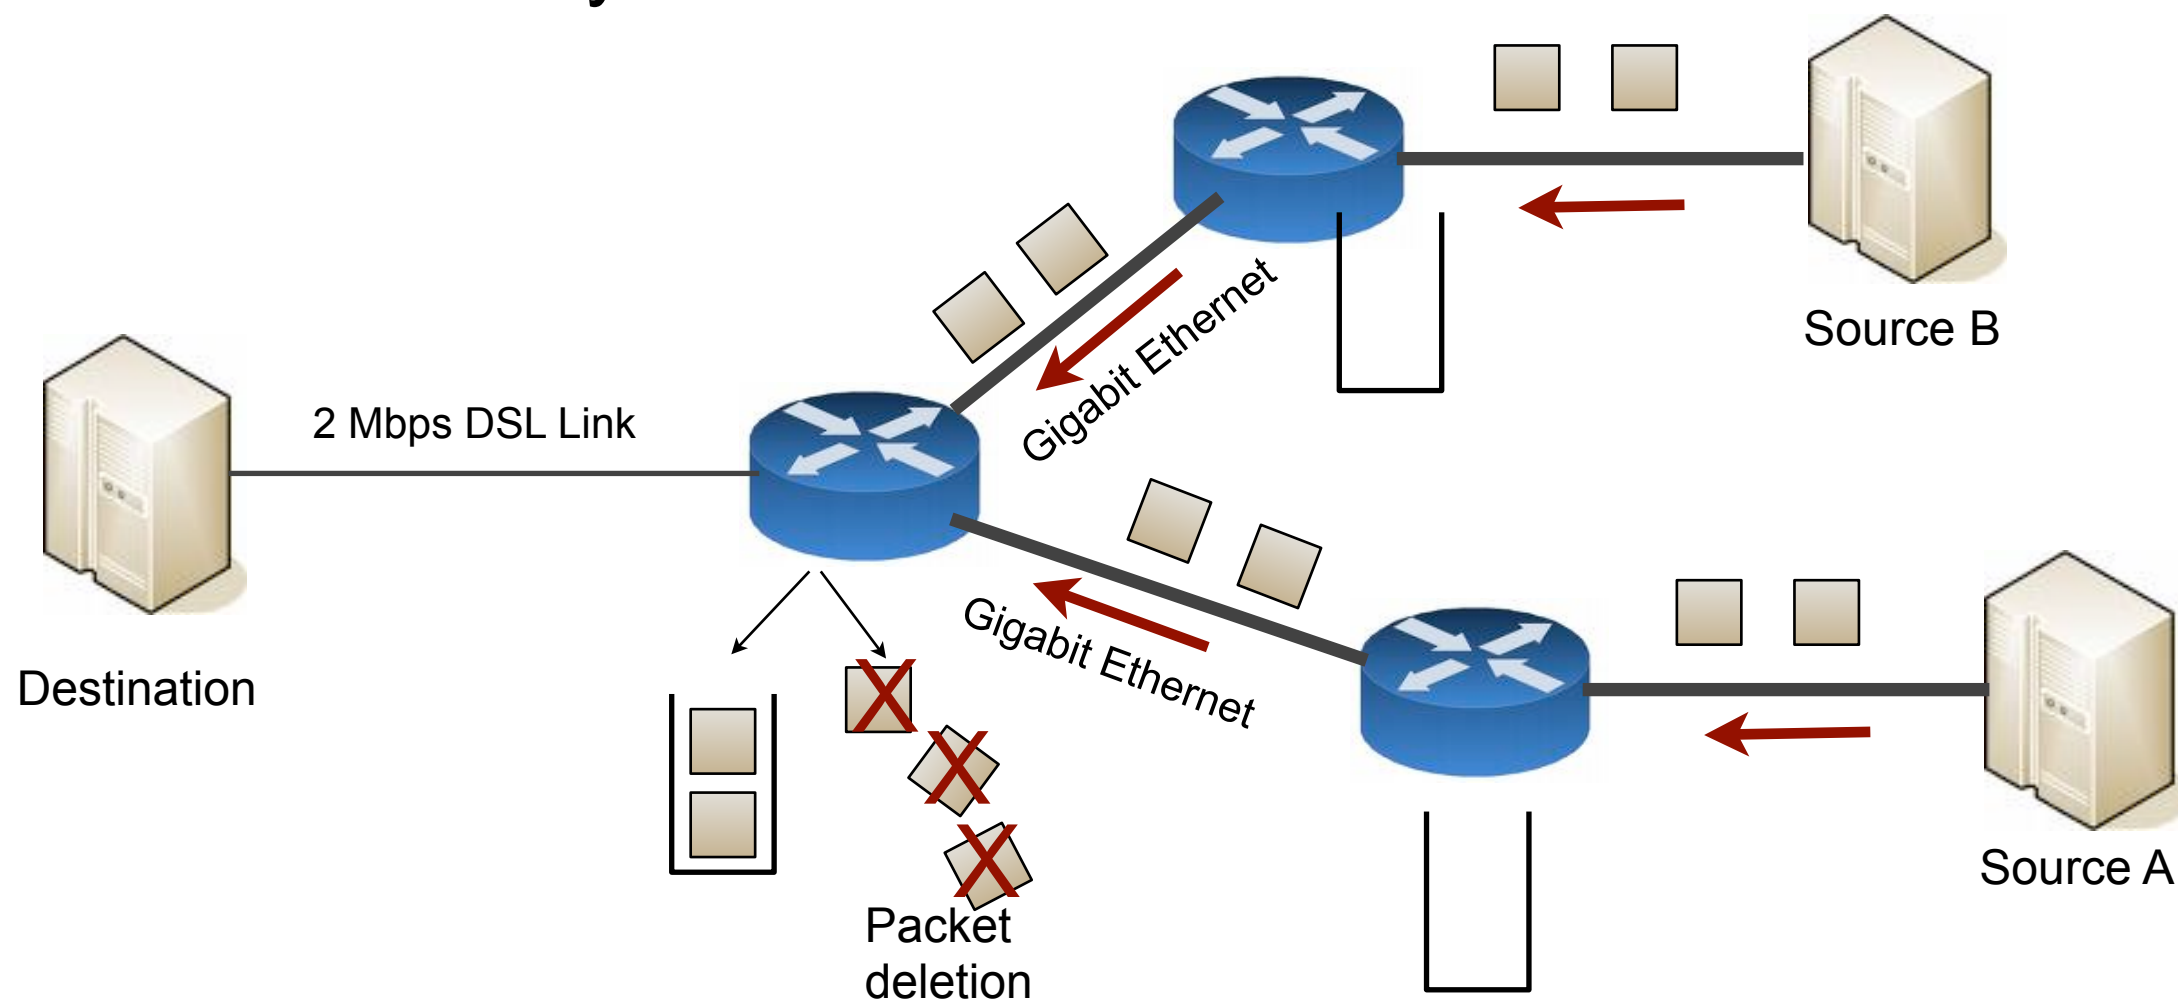 Source B
Gigabit Ethernet
2 Mbps DSL Link
Gigabit Ethernet
Destination
Source A
Packet
deletion